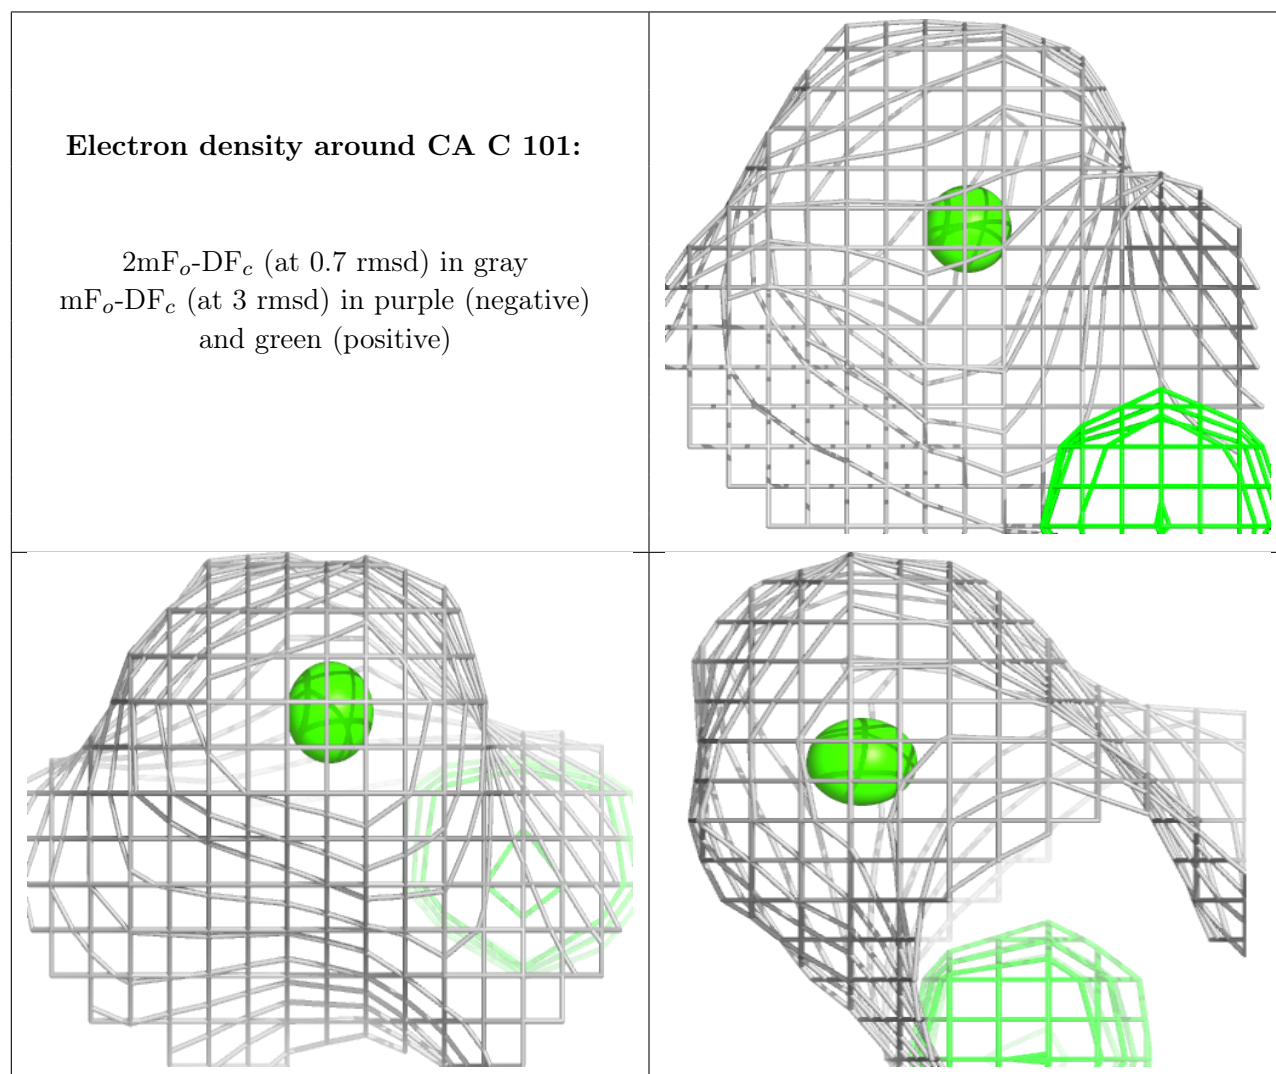 Electron density around CA C 101:
2mFo-DFc (at 0.7 rmsd) in gray
mFo-DFc (at 3 rmsd) in purple (negative)
and green (positive)